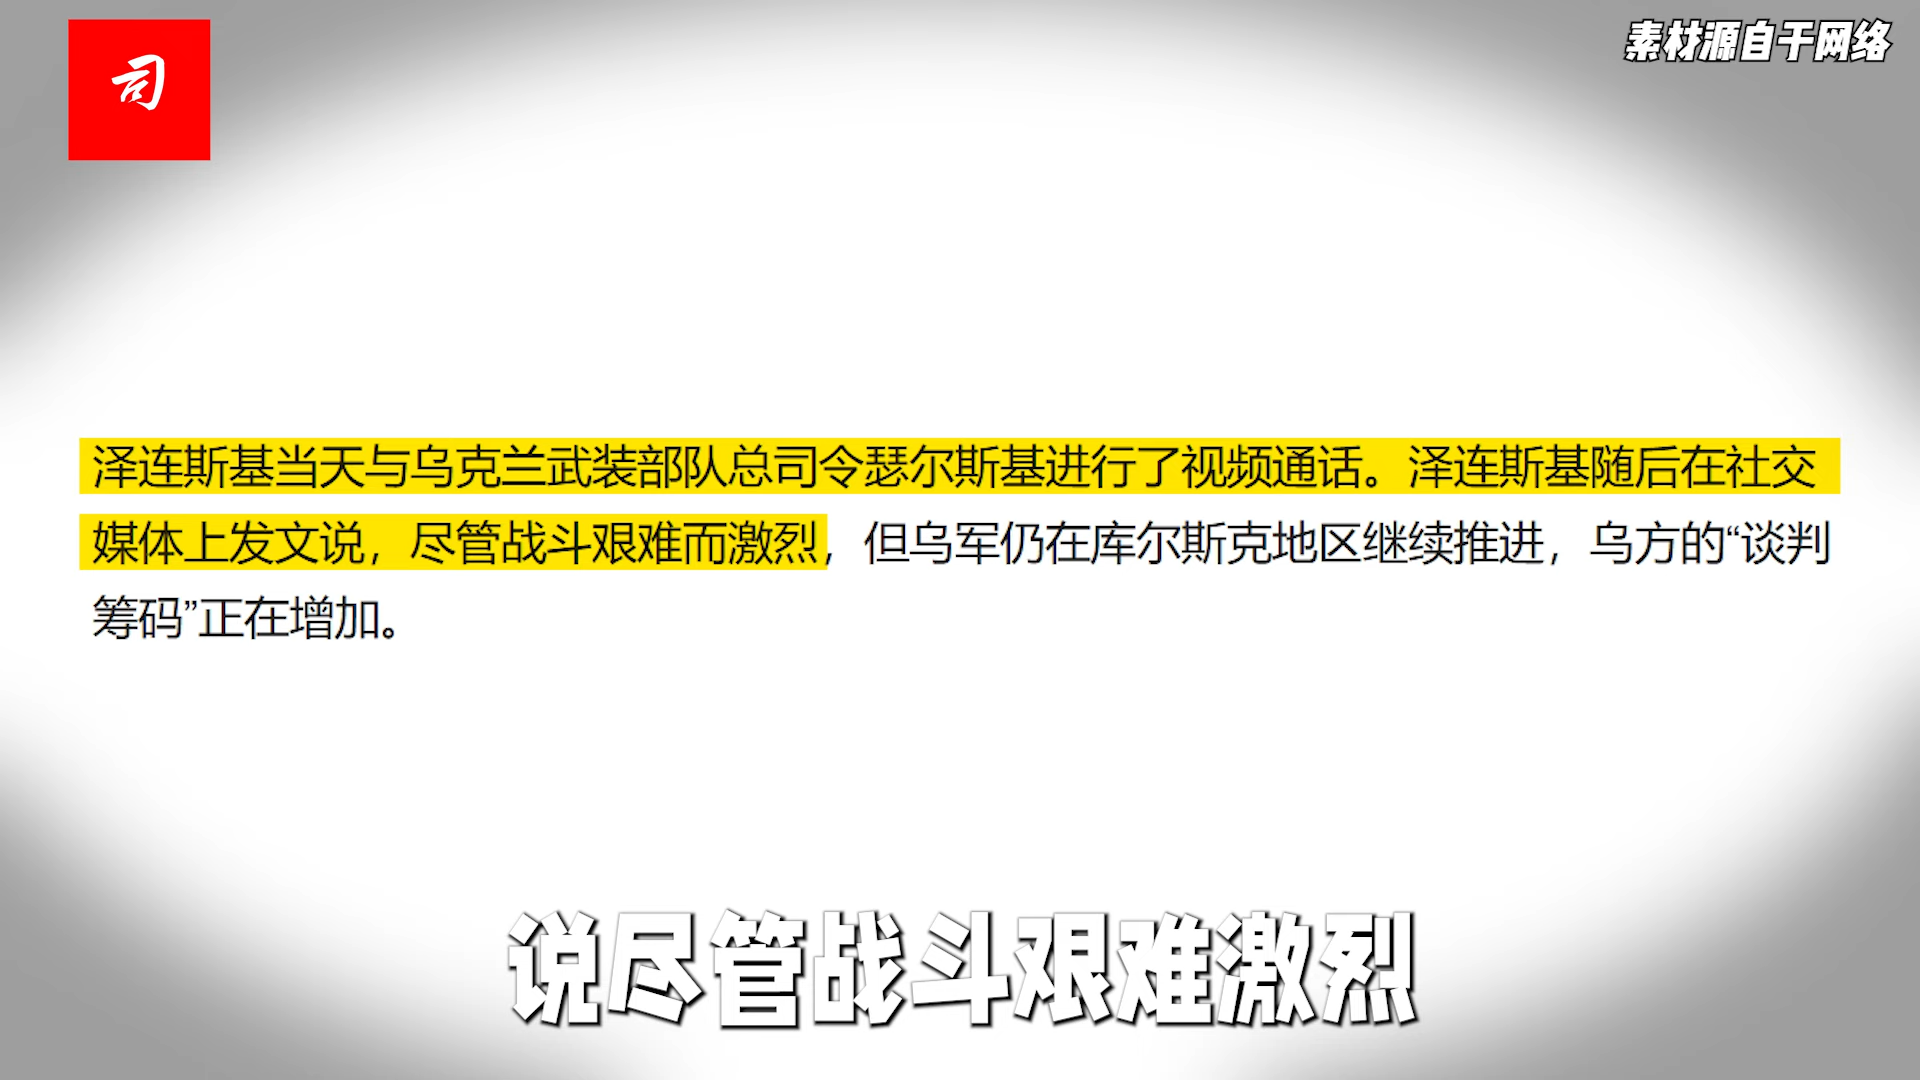 司
素材源自于网络
泽连斯基当天与乌克兰武装部队总司令瑟尔斯基进行了视频通话。泽连斯基随后在社交
媒体上发文说，尽管战斗艰难而激烈，但乌军仍在库尔斯克地区继续推进，乌方的“谈判
筹码”正在增加。
说尽管战斗艰难激烈